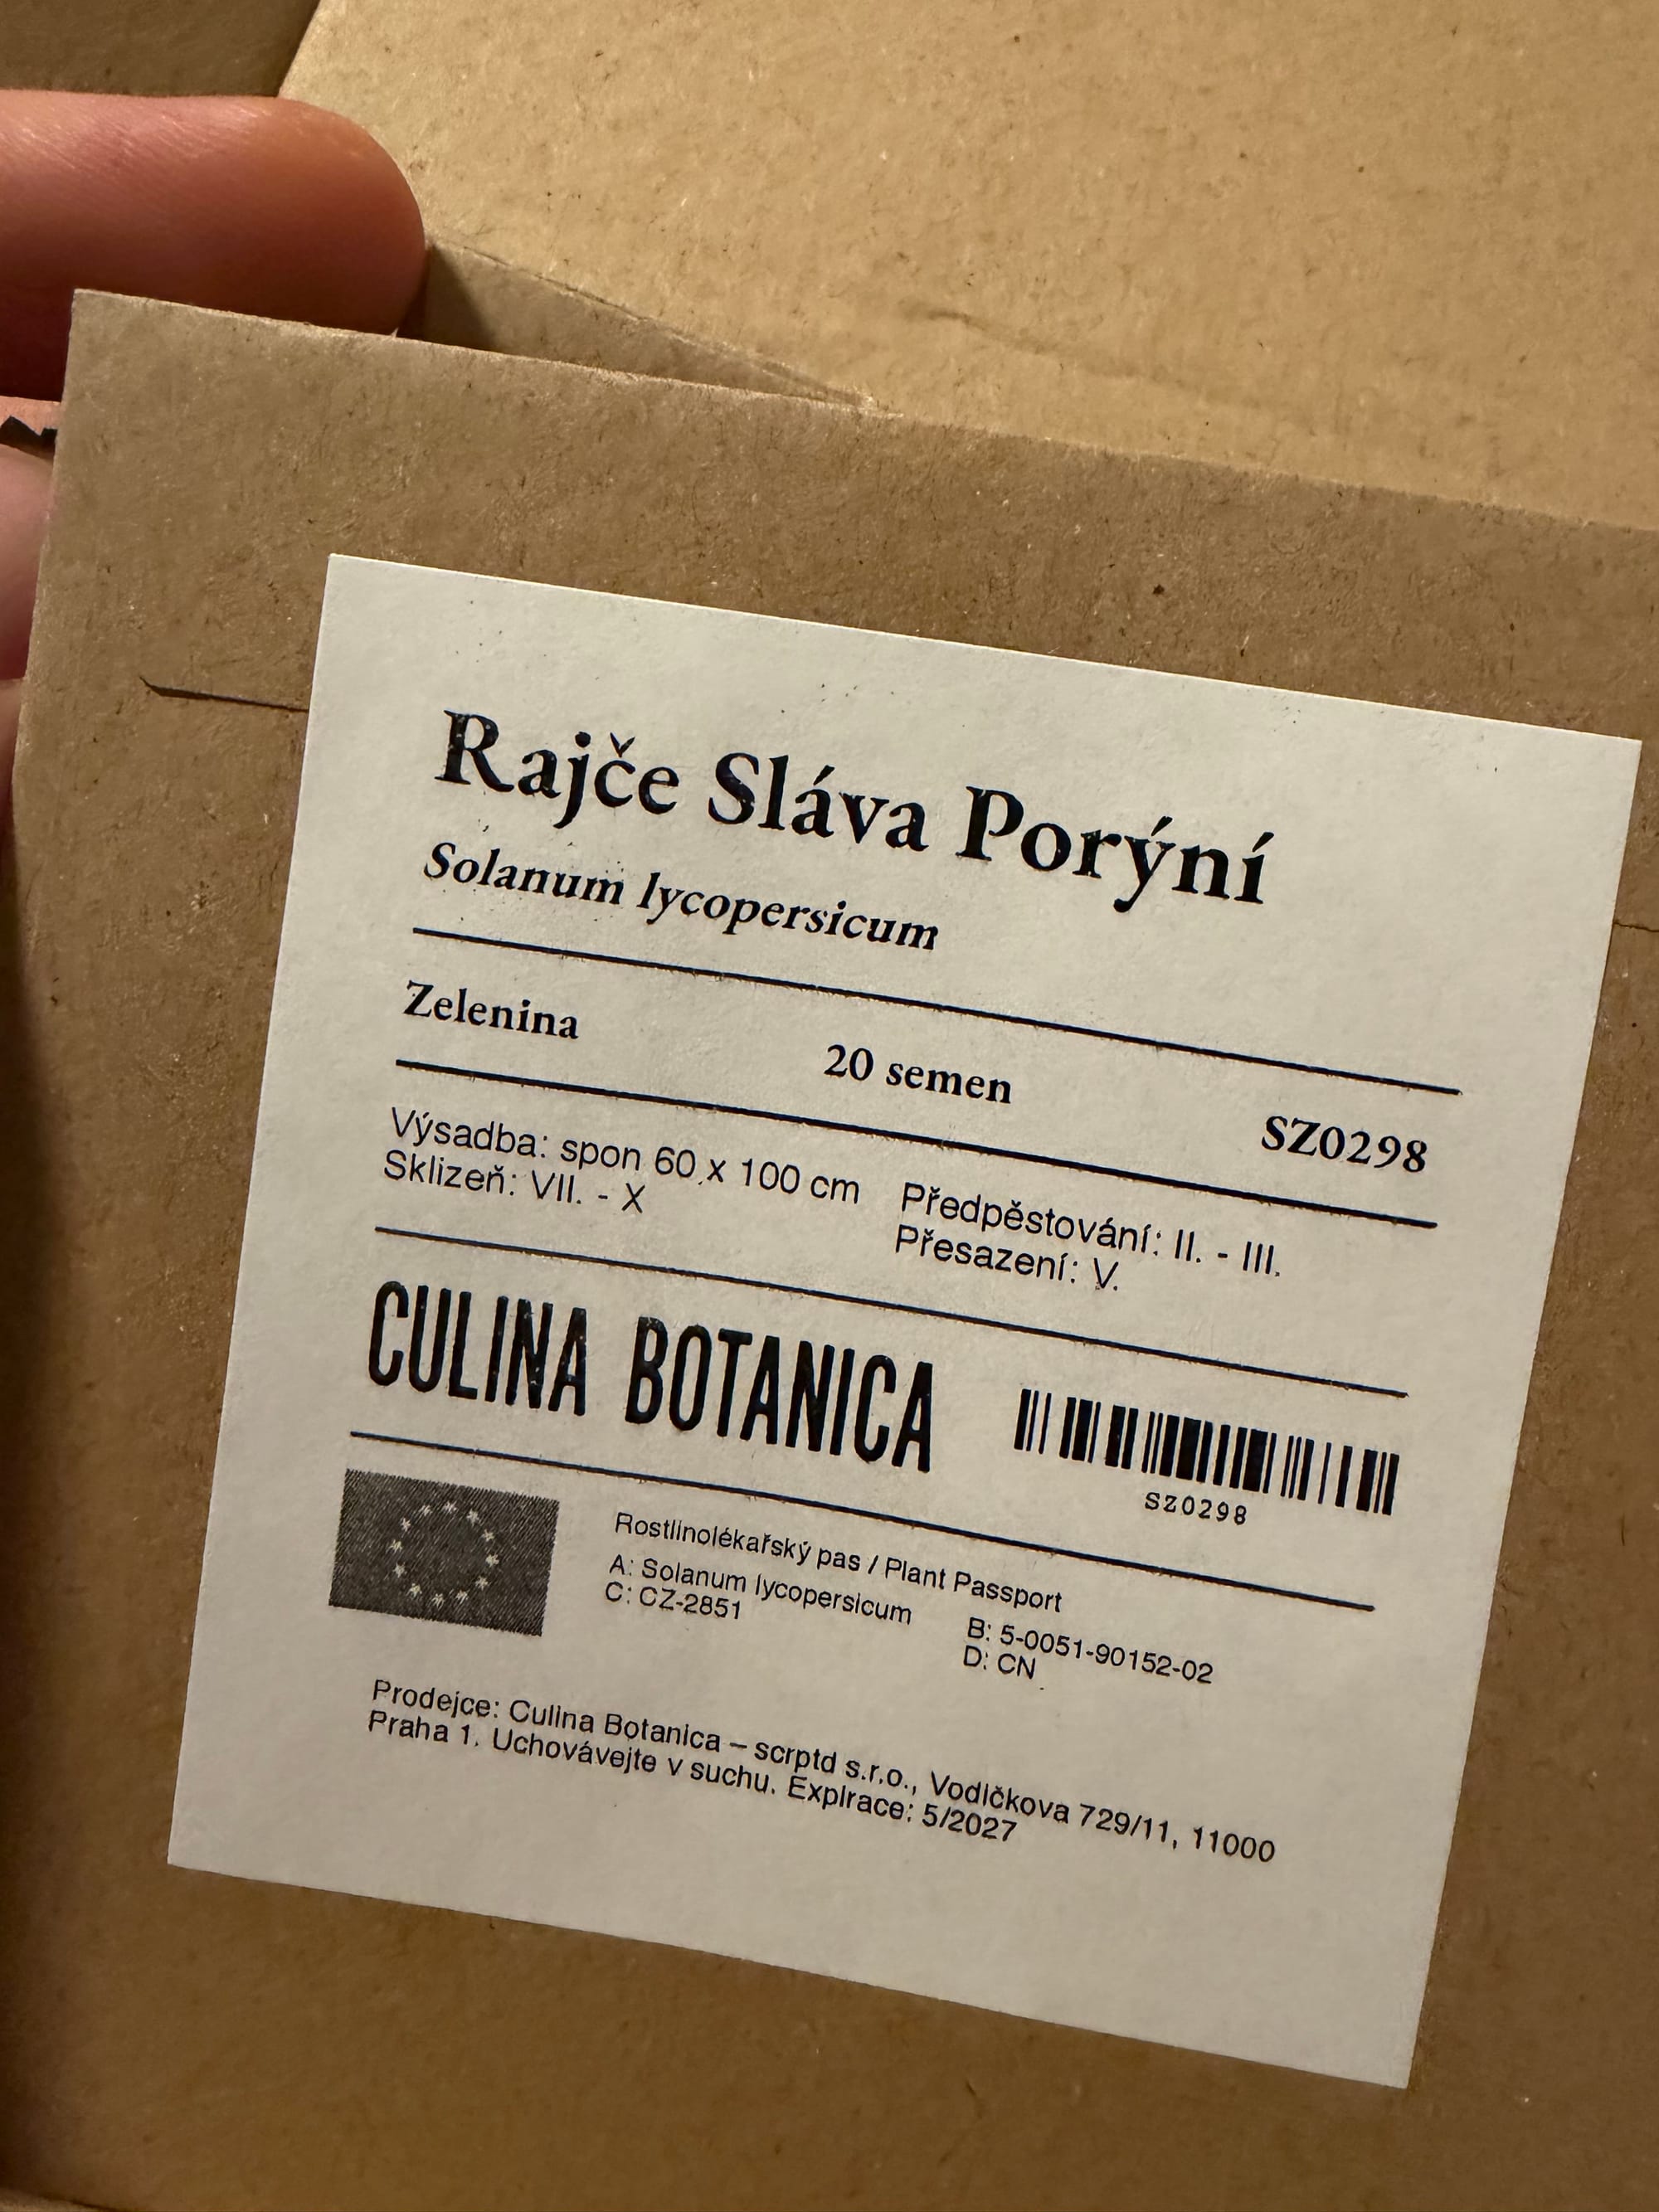 Rajče Sláva Porýní
Solanum lycopersicum
Zelenina 20 semen SZ0298
Výsadba: spon 60 x 100 cm Předpěstování: II. - III.
Sklizeň: VII. - X Přesazení: V.
CULINA BOTANICA
SZ0298
Rostlinolékařský pas / Plant Passport
A: Solanum lycopersicum B: 5-0051-90152-02
C: CZ-2851 D: CN
Prodejce: Culina Botanica – scrptd s.r.o., Vodičkova 729/11, 11000
Praha 1. Uchovávejte v suchu. Expirace: 5/2027